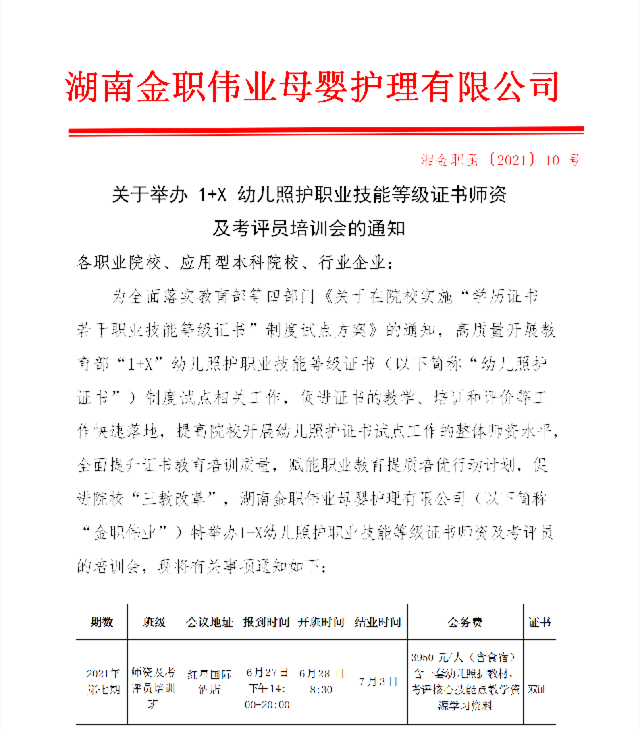 湖南金职伟业母婴护理有限公司
湘金职函〔2021〕10 号
关于举办 1+X 幼儿照护职业技能等级证书师资
及考评员培训会的通知
各职业院校、应用型本科院校、行业企业：
为全面落实教育部等四部门《关于在院校实施“学历证书
若干职业技能等级证书”制度试点方案》的通知，高质量开展教
育部“1+X”幼儿照护职业技能等级证书（以下简称“幼儿照护
证书”）制度试点相关工作，促进证书的教学、培训和评价等工
作快速落地，提高院校开展幼儿照护证书试点工作的整体师资水平，
全面提升证书教育培训质量，赋能职业教育提质培优行动计划，促
进院校“三教改革”，湖南金职伟业母婴护理有限公司（以下简称
“金职伟业”）特举办1-X幼儿照护职业技能等级证书师资及考评员
的培训会，现将有关事项通知如下：
期数 班级 会议地址 报到时间 开班时间 结业时间 会务费 证书
2021年第七期 师资及考评员培训班 红星国际酒店 6月27日下午14:00-20:00 6月28日8:30 7月3日 3950 元/人（含食宿）含一套幼儿照护教材、考评核心技能点教学资源学习资料 双证